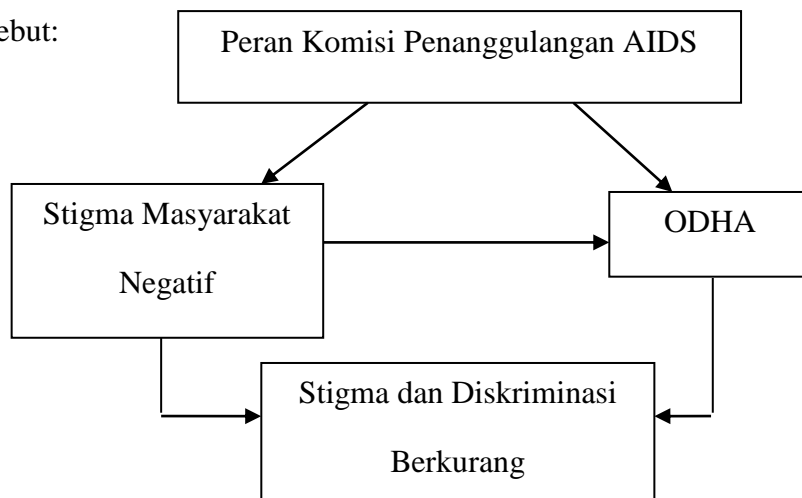 ebut:
Peran Komisi Penanggulangan AIDS
Stigma Masyarakat
Negatif
ODHA
Stigma dan Diskriminasi
Berkurang